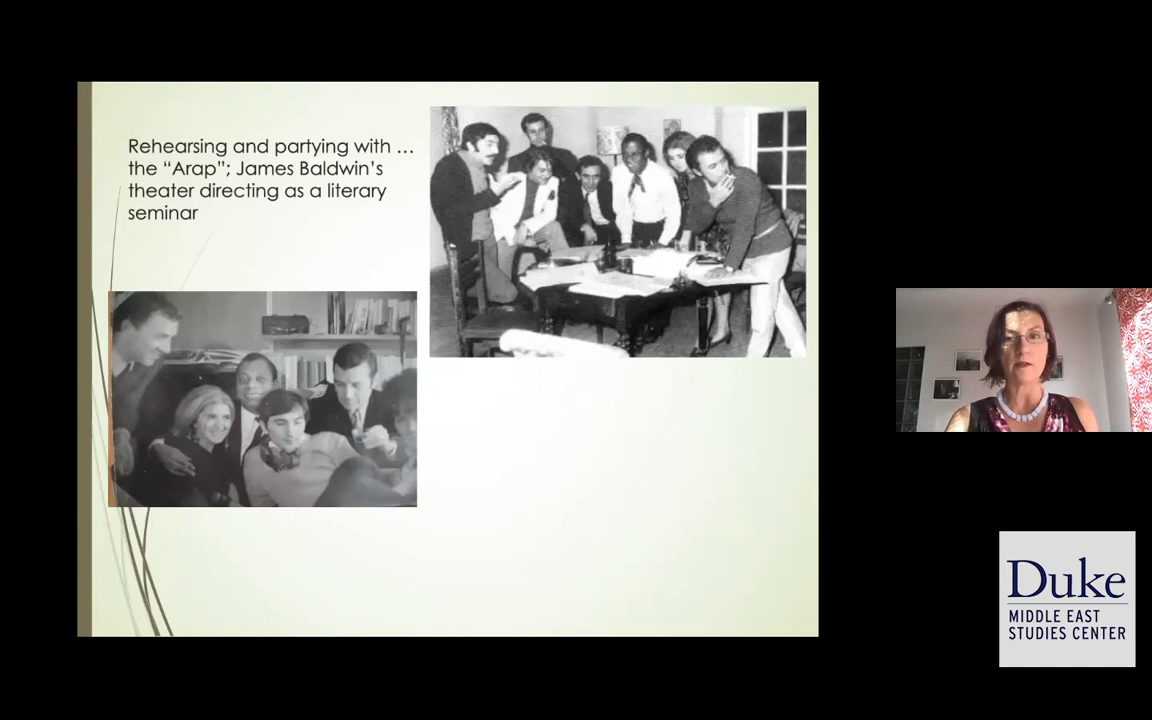 Rehearsing and partying with …
the “Arap”; James Baldwin’s
theater directing as a literary
seminar
Duke
MIDDLE EAST
STUDIES CENTER